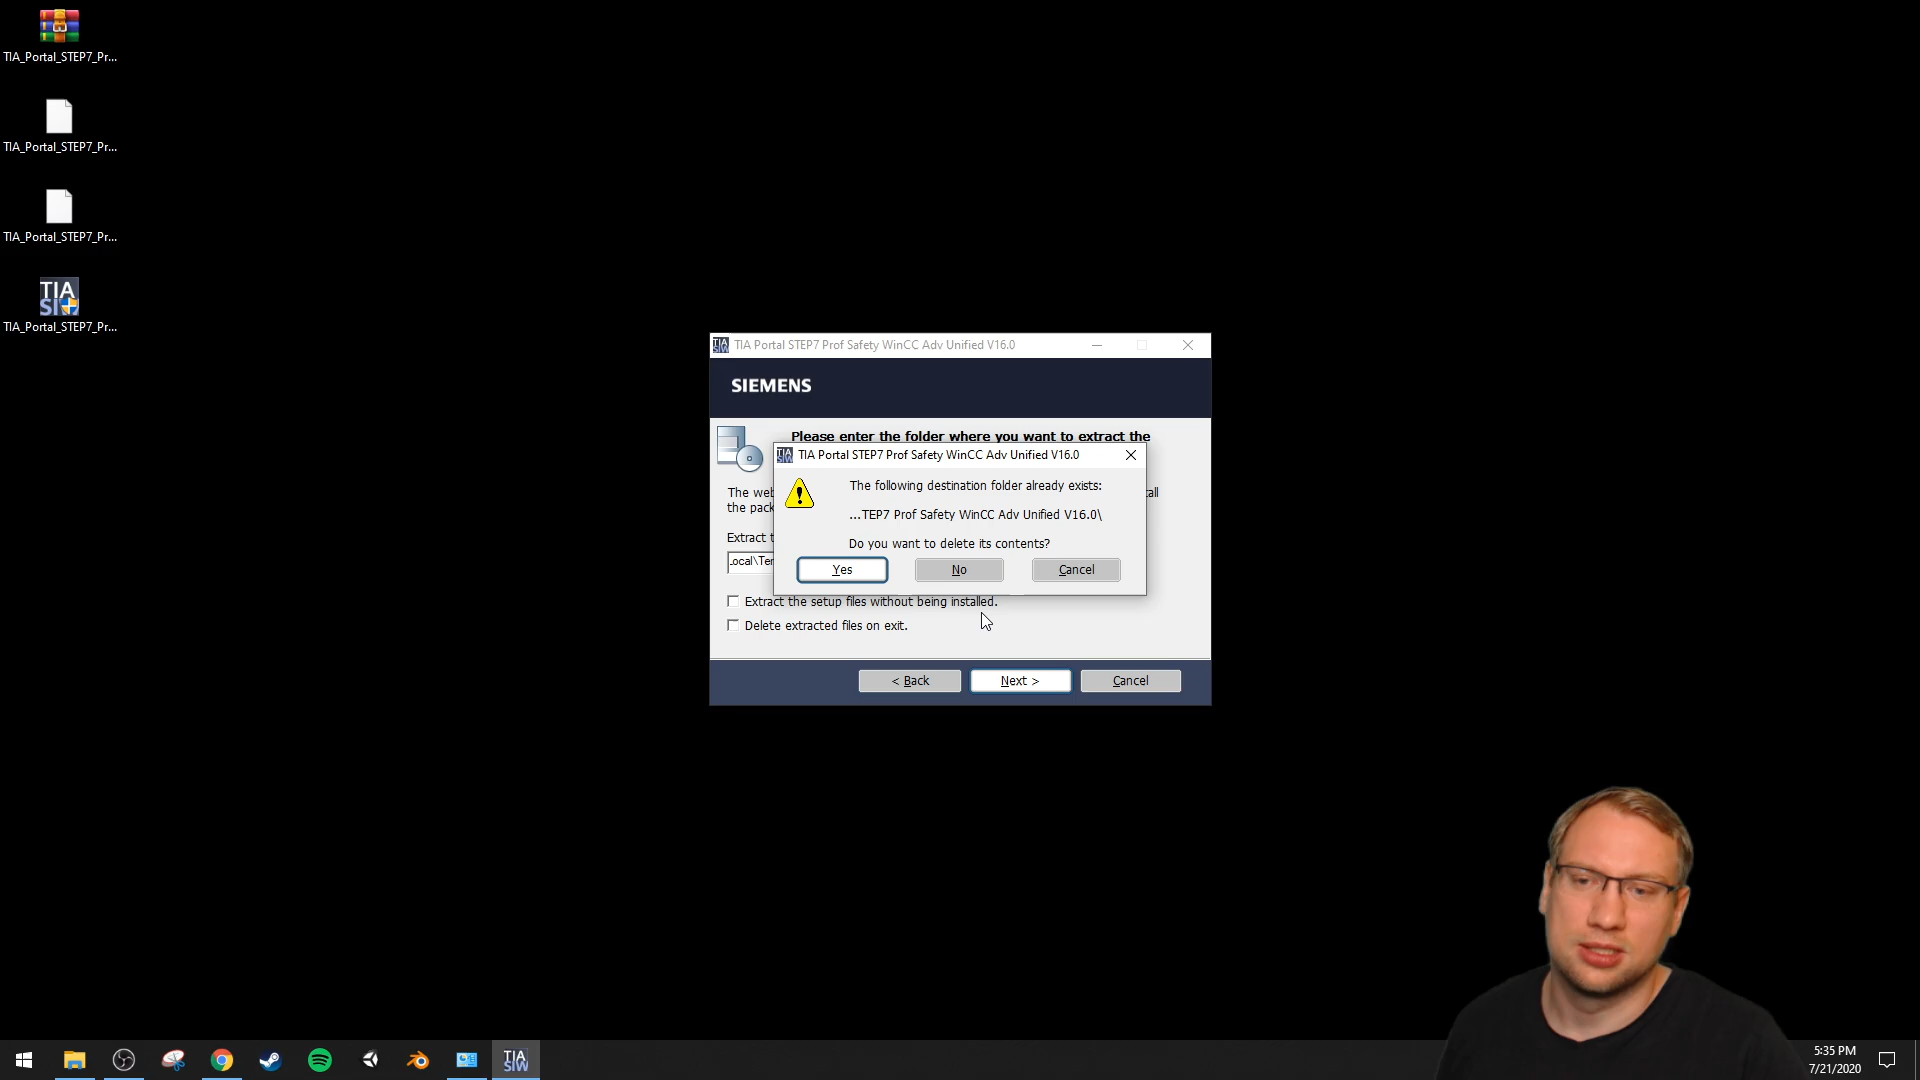 TIA_Portal_STEP7_Pr...
TIA_Portal_STEP7_Pr...
TIA_Portal_STEP7_Pr...
TIA
TIA_Portal_STEP7_Pr...
TIA Portal STEP7 Prof Safety WinCC Adv Unified V16.0
SIEMENS
Please enter the folder where you want to extract the
TIA Portal STEP7 Prof Safety WinCC Adv Unified V16.0
The following destination folder already exists:
...TEP7 Prof Safety WinCC Adv Unified V16.0\
Do you want to delete its contents?
Yes
No
Cancel
The
the
Extract
Extract the setup files without being installed.
Delete extracted files on exit.
< Back
Next >
Cancel
TIA
SIW
5:35 PM
7/21/2020